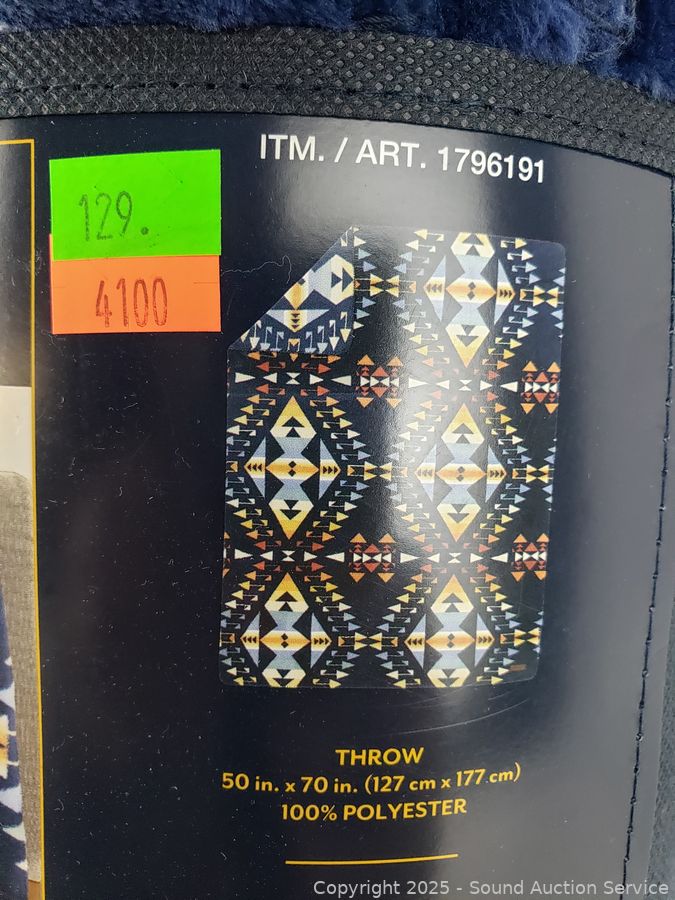 ITM. / ART. 1796191
129.
4100
THROW
50 in. x 70 in. (127 cm x 177 cm)
100% POLYESTER
Copyright 2025 - Sound Auction Service